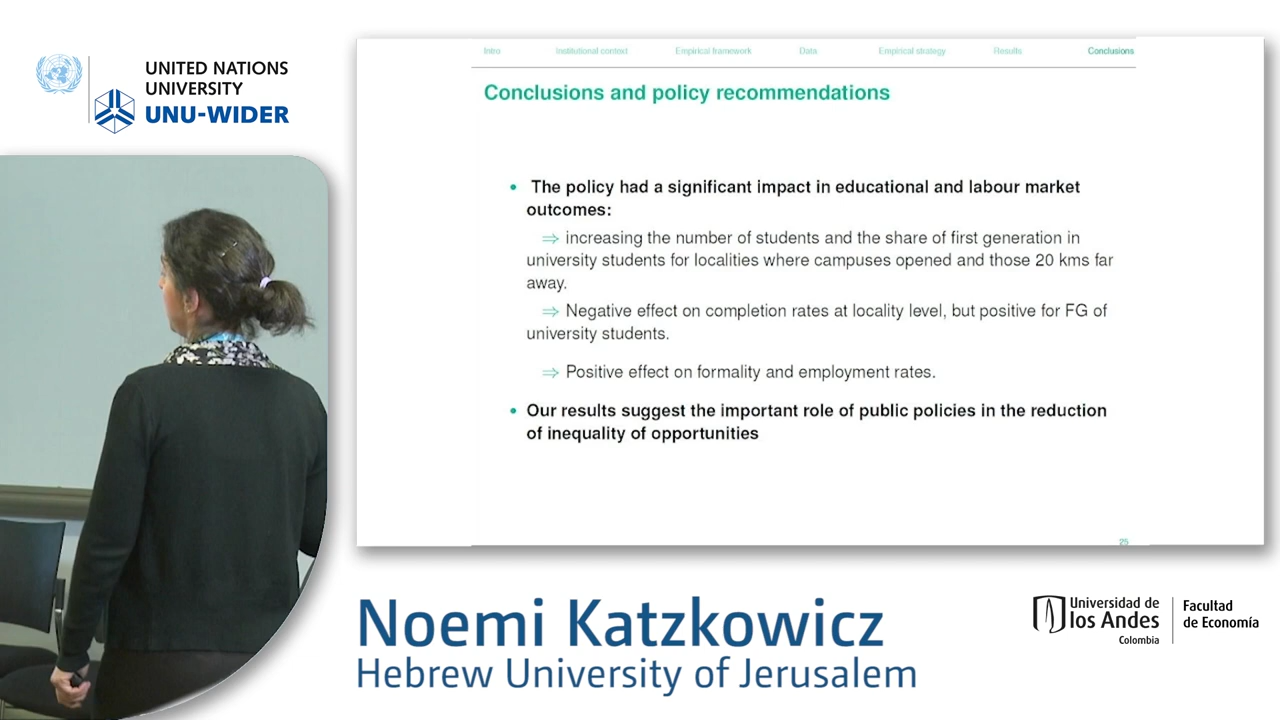 UNITED NATIONS
UNIVERSITY
UNU-WIDER
Intro Institutional context Empirical framework Data Empirical strategy Results Conclusions
Conclusions and policy recommendations
• The policy had a significant impact in educational and labour market
outcomes:
⇒ increasing the number of students and the share of first generation in
university students for localities where campuses opened and those 20 kms far
away.
⇒ Negative effect on completion rates at locality level, but positive for FG of
university students.
⇒ Positive effect on formality and employment rates.
• Our results suggest the important role of public policies in the reduction
of inequality of opportunities
25
Noemi Katzkowicz
Hebrew University of Jerusalem
Universidad de
los Andes
Colombia
Facultad
de Economía